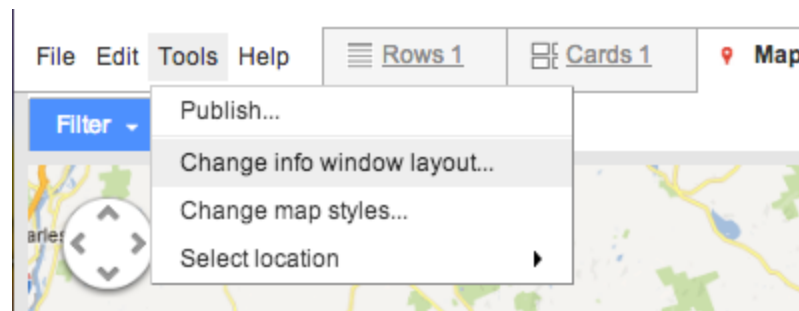 File Edit Tools Help Rows 1 Cards 1 Map
Filter
Publish...
Change info window layout...
Change map styles...
Select location